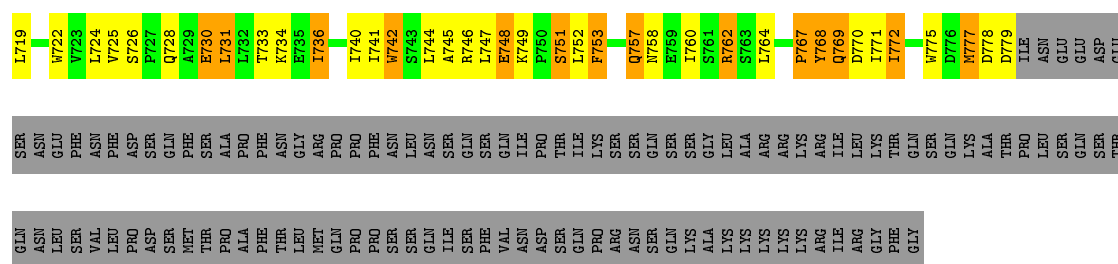 L719 W722 V723 L724 V725 S726 P727 Q728 A729 E730 L731 L732 T733 K734 E735 I736 I740 I741 W742 S743 L744 A745 R746 L747 E748 K749 P750 S751 L752 F753 Q757 N758 E759 I760 S761 R762 S763 L764 P767 Y768 Q769 D770 I771 I772 W775 D776 M777 D778 D779 ILE ASN GLU GLU ASP GLU
SER ASN GLU PHE ASN PHE ASP SER GLN PHE SER ALA PRO PHE ASN GLY ARG PRO PRO PHE ASN ASN LEU ASN SER GLN SER GLN ILE PRO THR ILE LYS SER SER GLN SER SER GLY LEU ALA ARG ARG LYS ARG ILE LEU LYS THR GLN SER GLN LYS ALA THR PRO LEU SER GLN SER THR
GLN ASN LEU SER VAL LEU PRO ASP SER MET THR PRO ALA PHE THR LEU MET GLN PRO PRO SER SER GLN ILE SER PHE VAL ASN ASP SER GLN PRO ARG ASN SER GLN LYS ALA LYS LYS LYS LYS LYS ARG ILE ARG GLY PHE GLY